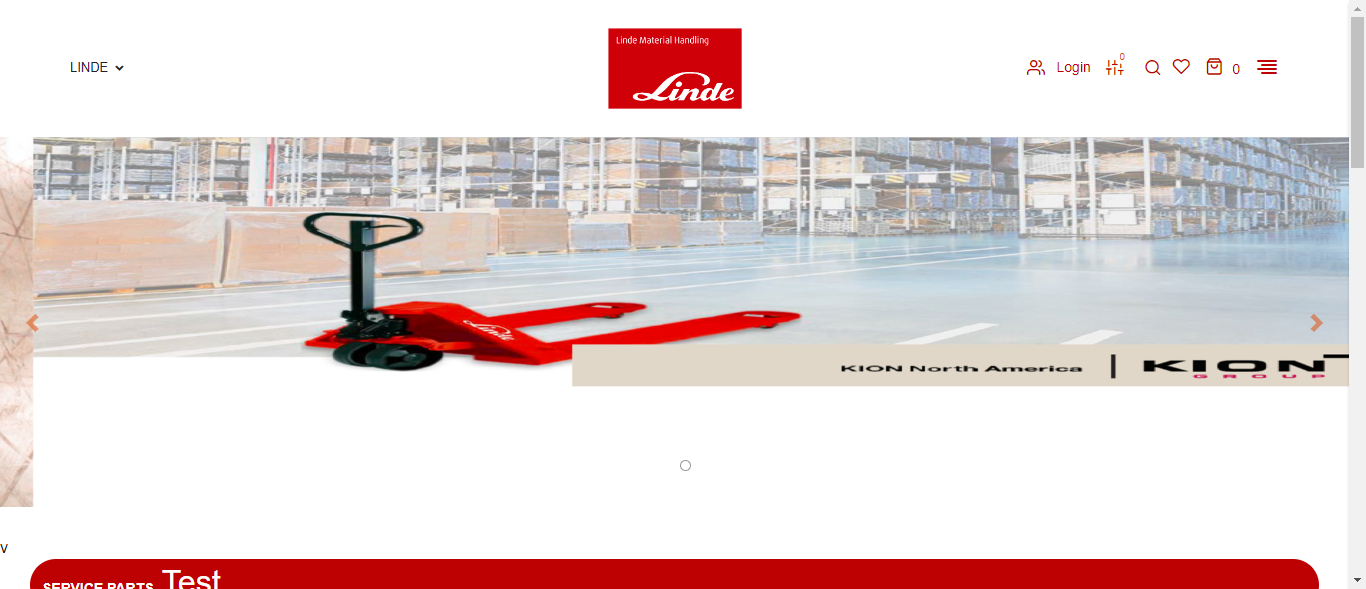 Linde Material Handling
Linde
LINDE
Login
0
0
Linde
KION North America
KION
GROUP
v
SERVICE PARTS Test